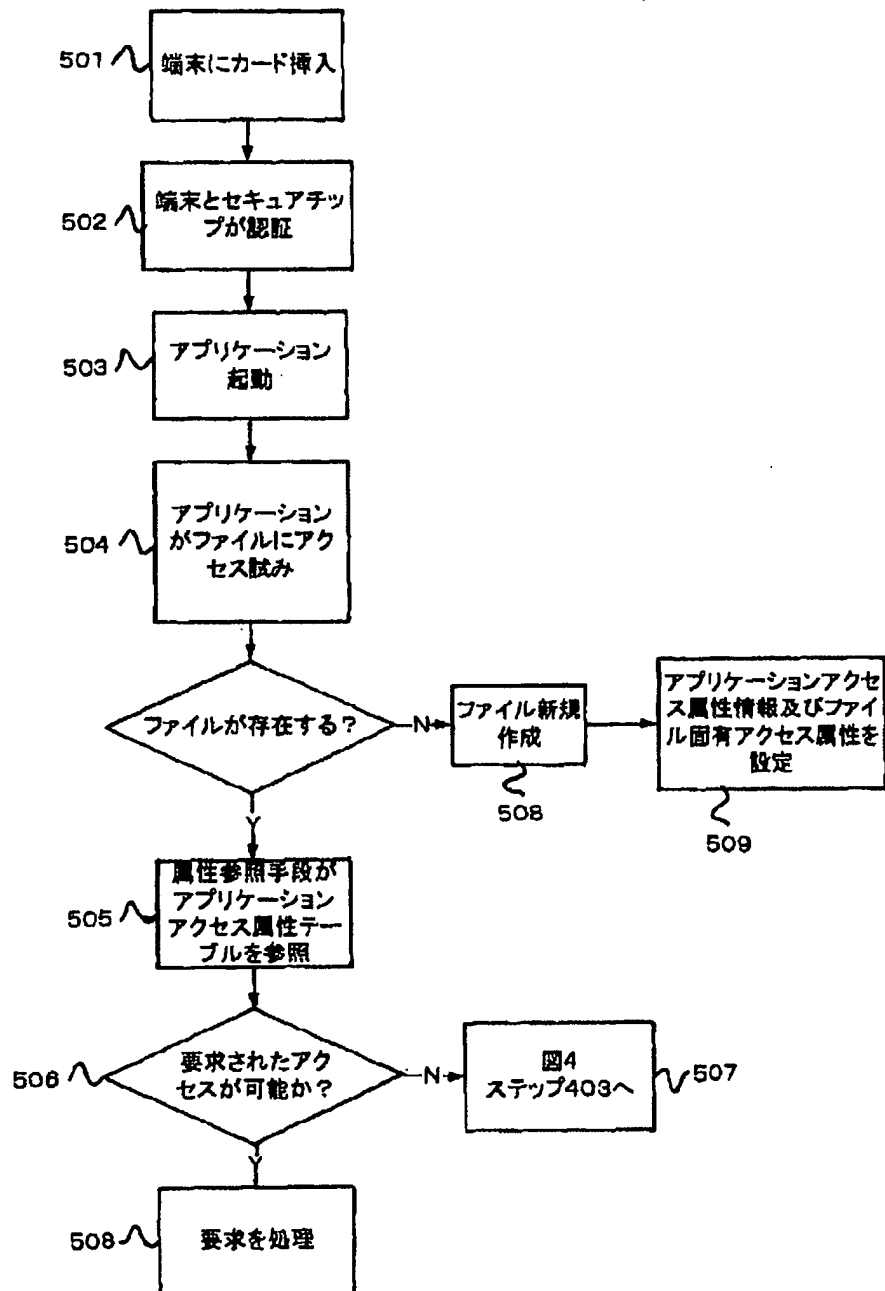 501
端末にカード挿入
502
端末とセキュアチッ
プが認証
503
アプリケーション
起動
504
アプリケーション
がファイルにアク
セス試み
ファイルが存在する?
N
ファイル新規
作成
508
アプリケーションアクセ
ス属性情報及びファイ
ル固有アクセス属性を
設定
509
Y
505
属性参照手段が
アプリケーション
アクセス属性テー
ブルを参照
506
要求されたアク
セスが可能か?
N
図4
ステップ403へ
507
Y
508
要求を処理